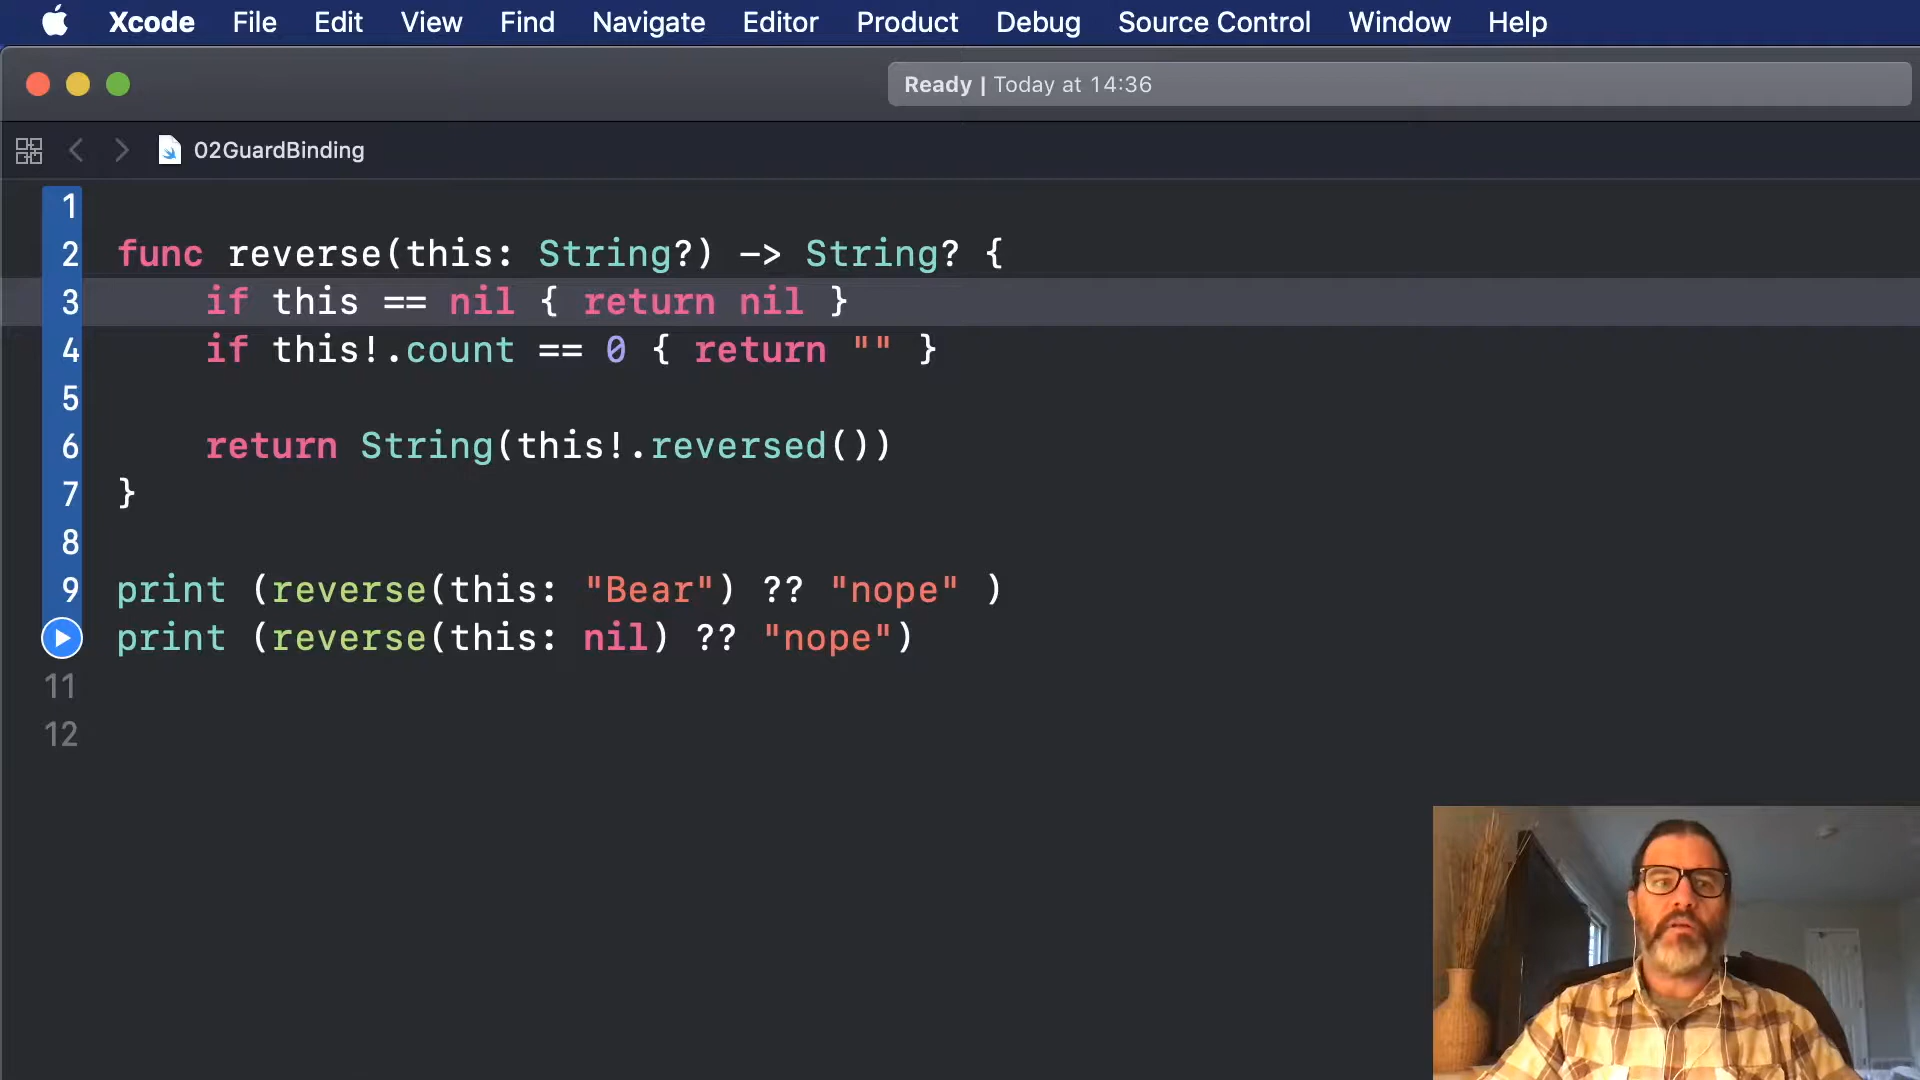 Xcode File Edit View Find Navigate Editor Product Debug Source Control Window Help
Ready | Today at 14:36
02GuardBinding
1
2 func reverse(this: String?) -> String? {
3 if this == nil { return nil }
4 if this!.count == 0 { return "" }
5
6 return String(this!.reversed())
7 }
8
9 print (reverse(this: "Bear") ?? "nope" )
print (reverse(this: nil) ?? "nope")
11
12